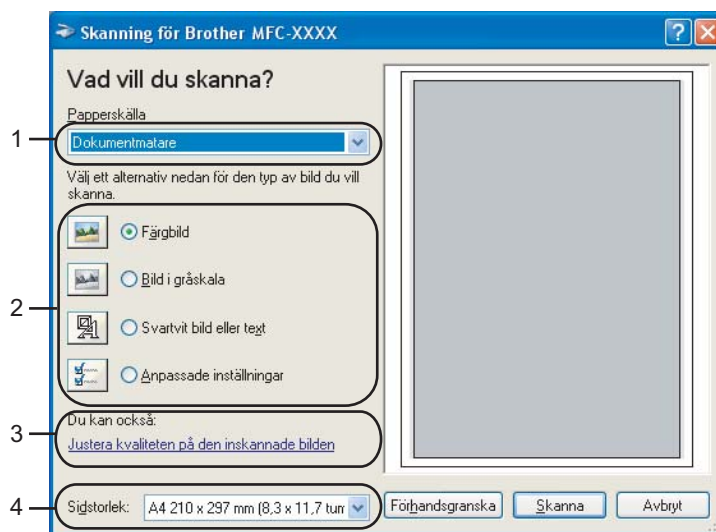 Skanning för Brother MFC-XXXX
Vad vill du skanna?
Papperskälla
1
Dokumentmatare
Välj ett alternativ nedan för den typ av bild du vill
skanna.
2
Färgbild
Bild i gråskala
Svartvit bild eller text
Anpassade inställningar
3
Du kan också:
Justera kvaliteten på den inskannade bilden
4
Sidstorlek:
A4 210 x 297 mm (8,3 x 11,7 tum
Förhandsgranska
Skanna
Avbryt